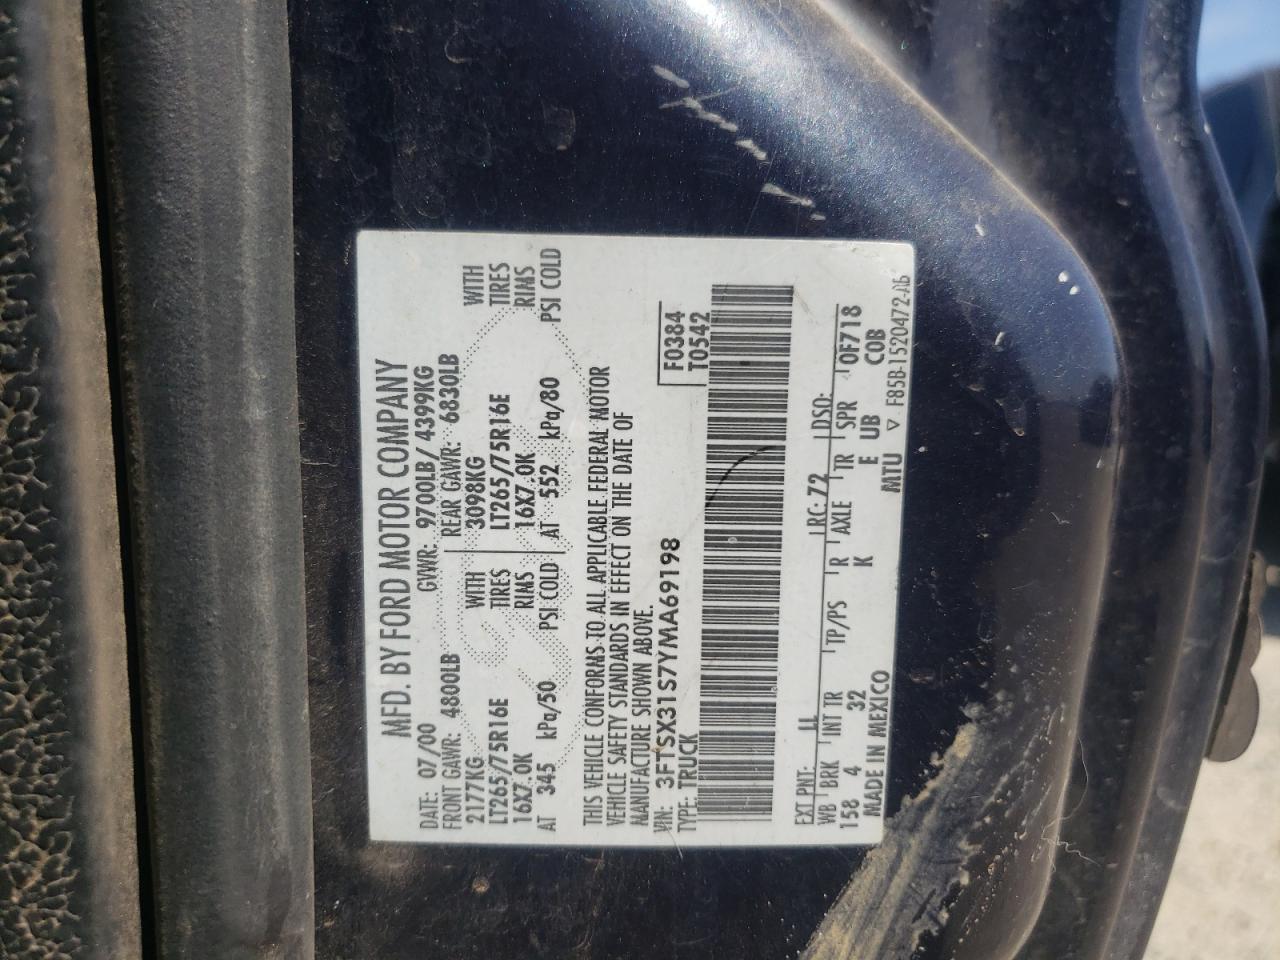 MFD. BY FORD MOTOR COMPANY
DATE: 07/00 GVWR: 9700LB/ 4399KG
FRONT GAWR: 4800LB REAR GAWR: 6830LB
2177KG WITH 3098KG WITH
LT265/75R16E TIRES LT265/75R16E TIRES
16X7.0K RIMS 16X7.0K RIMS
AT 345 kPa/50 PSI COLD AT 552 kPa/80 PSI COLD
THIS VEHICLE CONFORMS TO ALL APPLICABLE FEDERAL MOTOR
VEHICLE SAFETY STANDARDS IN EFFECT ON THE DATE OF
MANUFACTURE SHOWN ABOVE.
VIN: 3FTSX31S7YMA69198 F0384
TYPE: TRUCK T0542
EXT PNT: LL RC: 72 DSO:
WB BRK INT TR TP/PS R AXLE TR SPR 0F718
158 4 32 K E UB COB
MADE IN MEXICO MTU ▽ F85B-1520472-AB